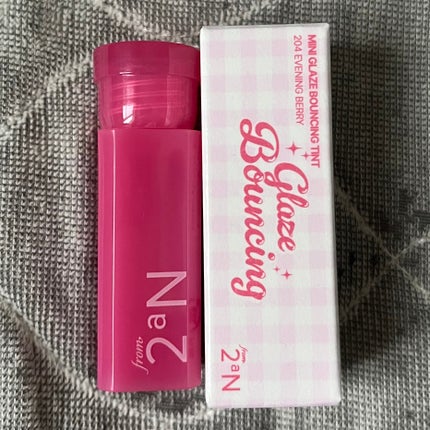 from
2aN
MINI GLAZE BOUNCING TINT
204 EVENING BERRY
Glaze
Bouncing
from
2aN